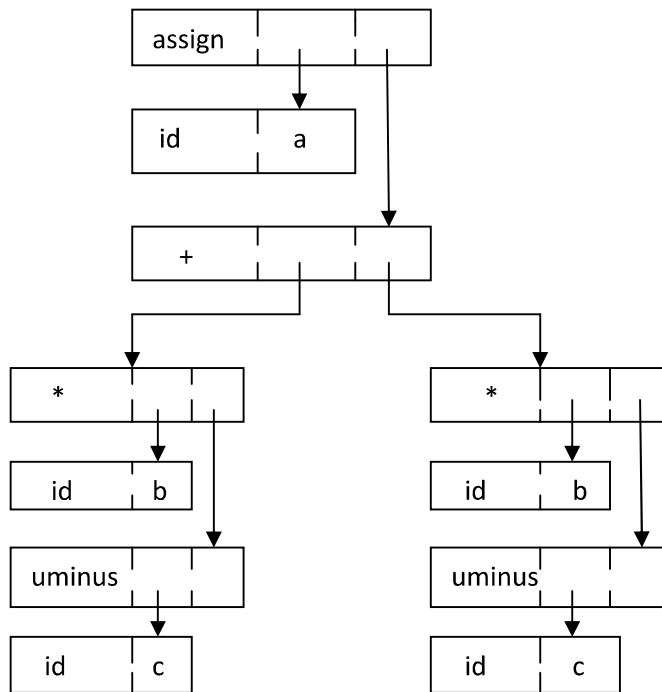 assign
id a
+
* *
id b id b
uminus uminus
id c id c